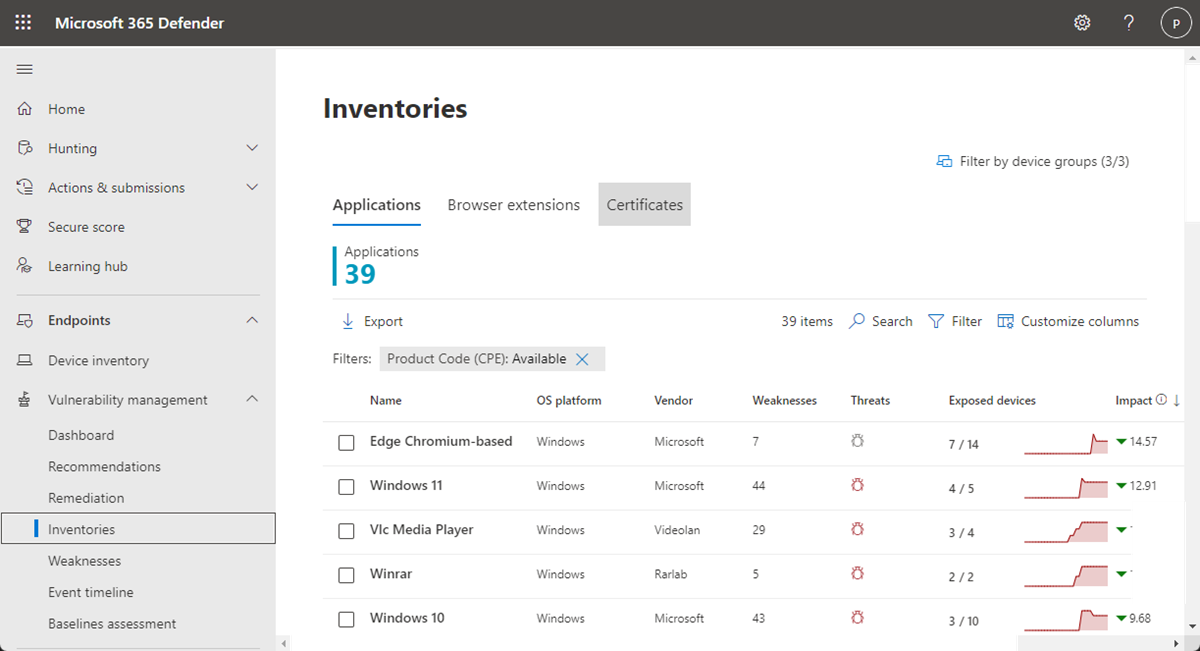 Microsoft 365 Defender
?
P
Home
Hunting
Actions & submissions
Secure score
Learning hub
Endpoints
Device inventory
Vulnerability management
Dashboard
Recommendations
Remediation
Inventories
Weaknesses
Event timeline
Baselines assessment
Inventories
Filter by device groups (3/3)
Applications Browser extensions Certificates
Applications
39
Export 39 items Search Filter Customize columns
Filters: Product Code (CPE): Available
Name OS platform Vendor Weaknesses Threats Exposed devices Impact
Edge Chromium-based Windows Microsoft 7 7 / 14 14.57
Windows 11 Windows Microsoft 44 4 / 5 12.91
Vlc Media Player Windows Videolan 29 3 / 4
Winrar Windows Rarlab 5 2 / 2
Windows 10 Windows Microsoft 43 3 / 10 9.68